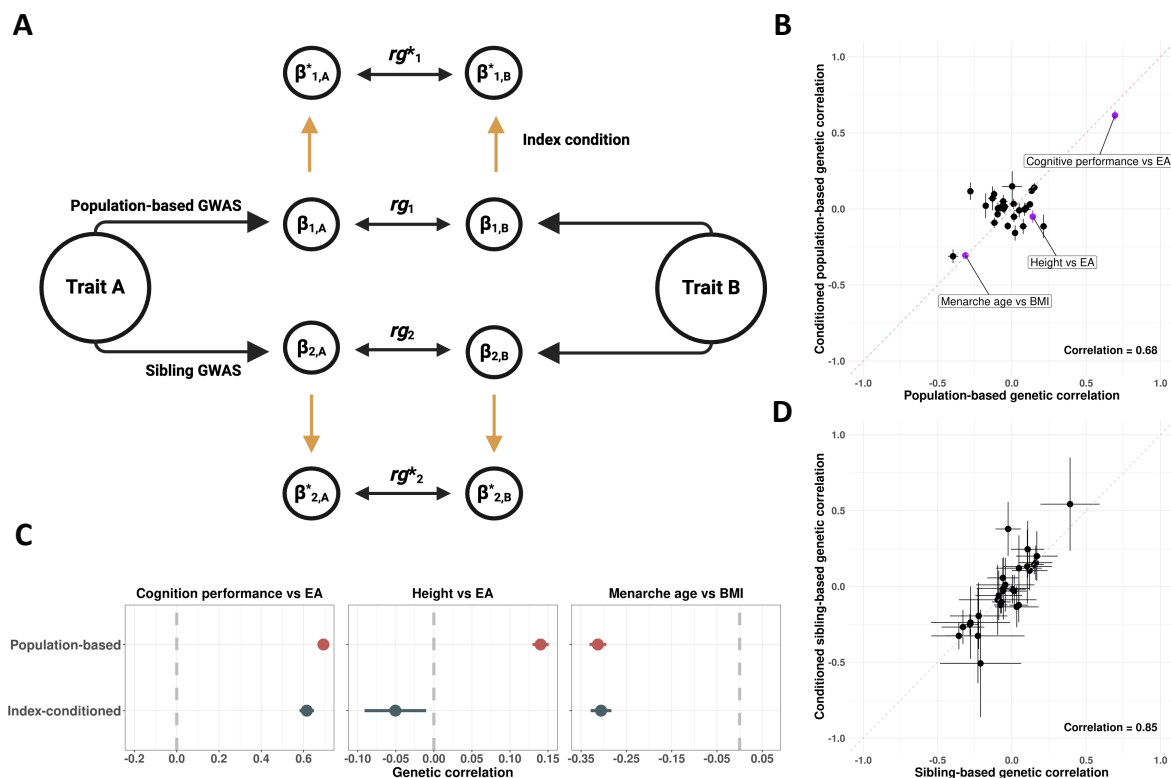 A
rg*1
β*1,A
β*1,B
Index condition
Population-based GWAS
β1,A
rg1
β1,B
Trait A
Trait B
β2,A
rg2
β2,B
Sibling GWAS
β*2,A
rg*2
β*2,B
B
Conditioned population-based genetic correlation
1.0
0.5
0.0
-0.5
-1.0
Cognitive performance vs EA
Height vs EA
Menarche age vs BMI
Correlation = 0.68
-1.0 -0.5 0.0 0.5 1.0
Population-based genetic correlation
C
Cognition performance vs EA
Height vs EA
Menarche age vs BMI
Population-based
Index-conditioned
0.0 0.2 0.4 0.6
-0.10 -0.05 0.00 0.05 0.10 0.15
-0.35 -0.25 -0.15 -0.05 0.05
Genetic correlation
D
Conditioned sibling-based genetic correlation
1.0
0.5
0.0
-0.5
-1.0
Correlation = 0.85
-1.0 -0.5 0.0 0.5 1.0
Sibling-based genetic correlation